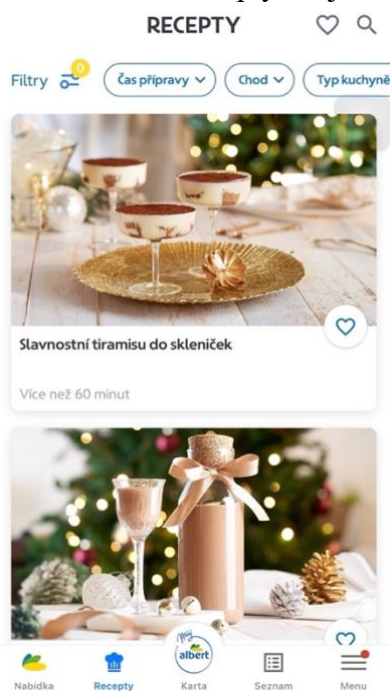 RECEPTY
Filtry
0
Čas přípravy
Chod
Typ kuchyně
Slavnostní tiramisu do skleniček
Více než 60 minut
Můj
albert
Nabídka
Recepty
Karta
Seznam
Menu